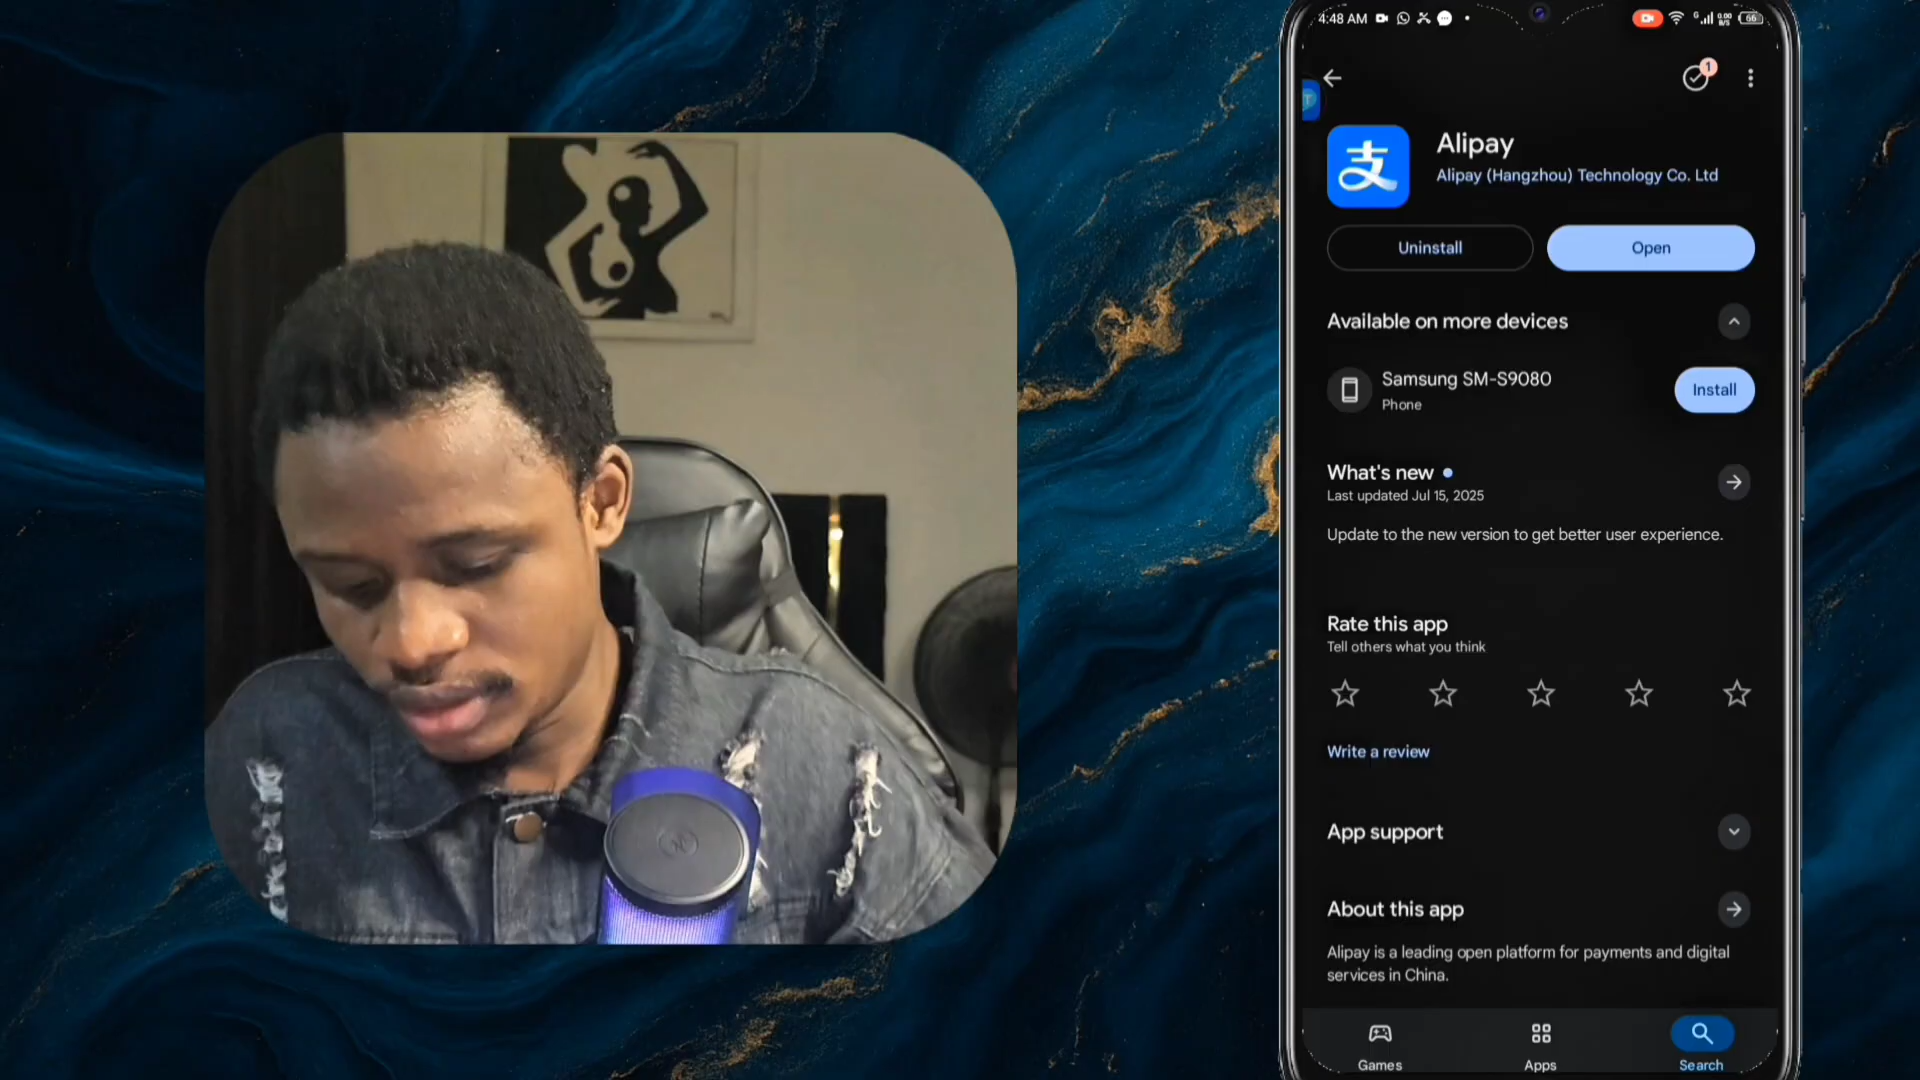 4:48 AM
66
1
支
Alipay
Alipay (Hangzhou) Technology Co. Ltd
Uninstall
Open
Available on more devices
Samsung SM-S9080
Phone
Install
What's new
Last updated Jul 15, 2025
Update to the new version to get better user experience.
Rate this app
Tell others what you think
Write a review
App support
About this app
Alipay is a leading open platform for payments and digital
services in China.
Games
Apps
Search